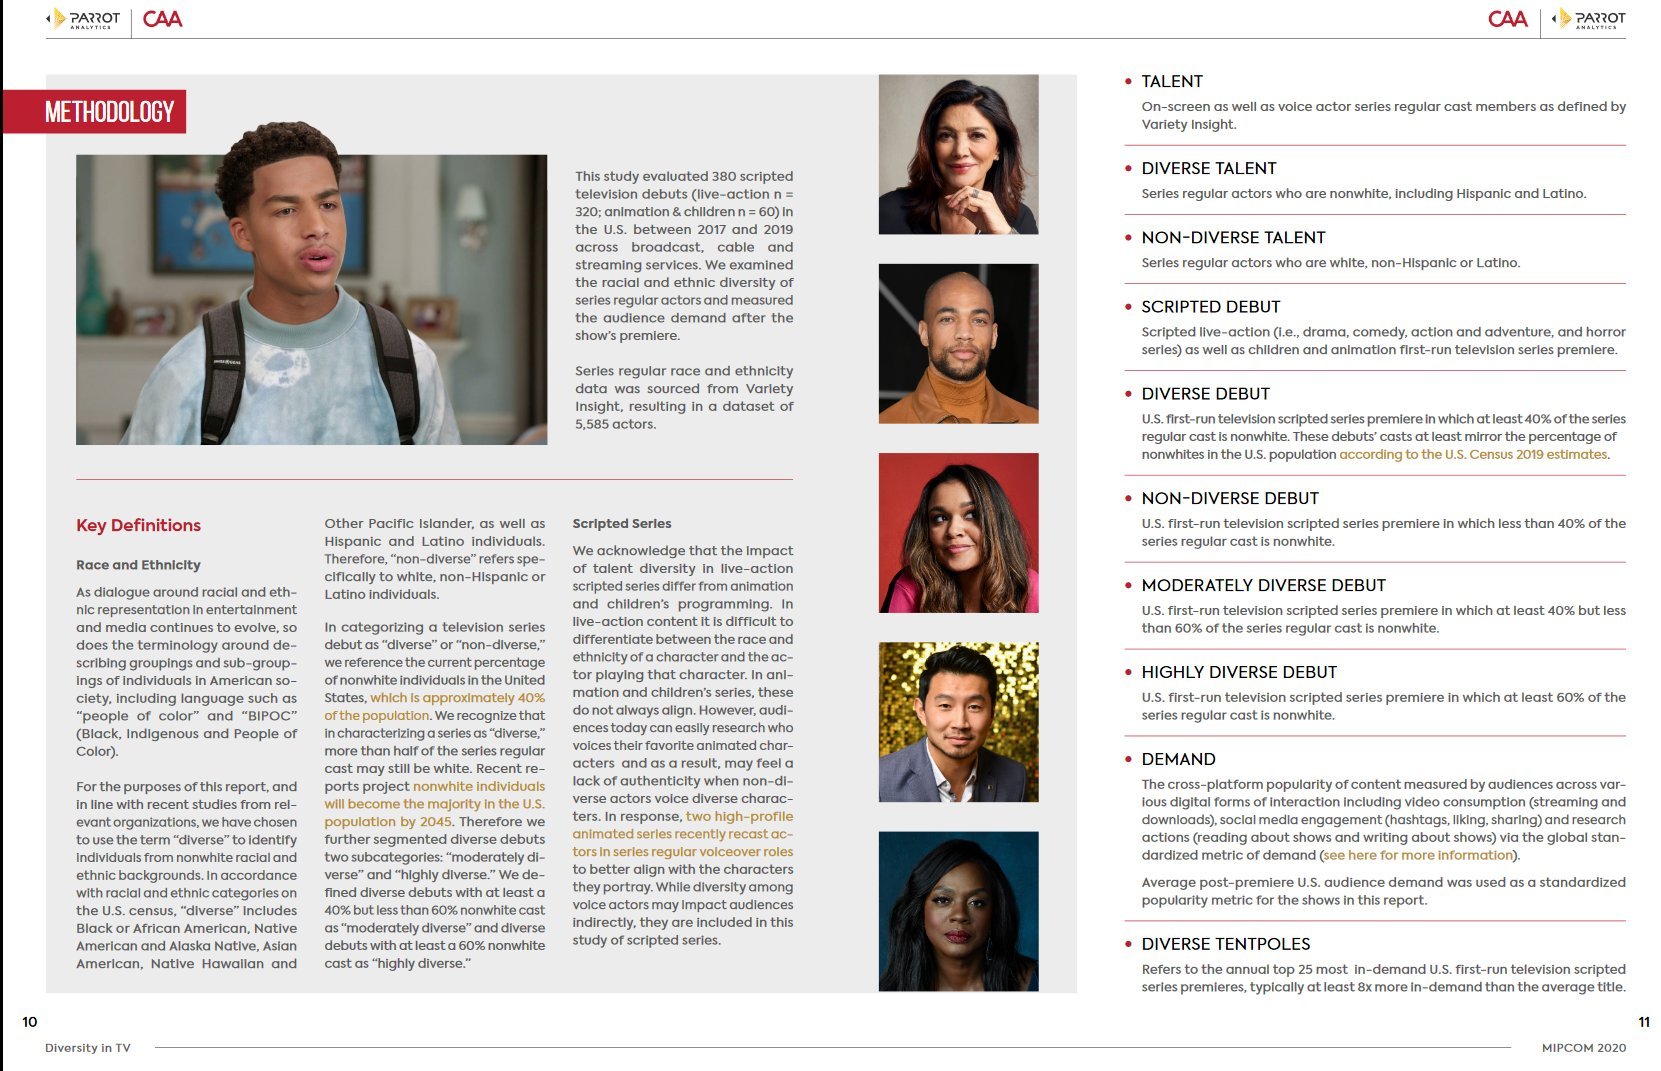 PARROT
ANALYTICS
CAA
CAA
PARROT
ANALYTICS
METHODOLOGY
This study evaluated 380 scripted
television debuts (live-action n =
320; animation & children n = 60) in
the U.S. between 2017 and 2019
across broadcast, cable and
streaming services. We examined
the racial and ethnic diversity of
series regular actors and measured
the audience demand after the
show's premiere.
Series regular race and ethnicity
data was sourced from Variety
Insight, resulting in a dataset of
5,585 actors.
Key Definitions
Race and Ethnicity
As dialogue around racial and eth-
nic representation in entertainment
and media continues to evolve, so
does the terminology around de-
scribing groupings and sub-group-
ings of individuals in American so-
ciety, including language such as
"people of color" and "BIPOC"
(Black, Indigenous and People of
Color).
For the purposes of this report, and
in line with recent studies from rel-
evant organizations, we have chosen
to use the term "diverse" to identify
individuals from nonwhite racial and
ethnic backgrounds. In accordance
with racial and ethnic categories on
the U.S. census, "diverse" includes
Black or African American, Native
American and Alaska Native, Asian
American, Native Hawaiian and
Other Pacific Islander, as well as
Hispanic and Latino individuals.
Therefore, "non-diverse" refers spe-
cifically to white, non-Hispanic or
Latino individuals.
In categorizing a television series
debut as "diverse" or "non-diverse,"
we reference the current percentage
of nonwhite individuals in the United
States, which is approximately 40%
of the population. We recognize that
in characterizing a series as "diverse,"
more than half of the series regular
cast may still be white. Recent re-
ports project nonwhite individuals
will become the majority in the U.S.
population by 2045. Therefore we
further segmented diverse debuts
two subcategories: "moderately di-
verse" and "highly diverse." We de-
fined diverse debuts with at least a
40% but less than 60% nonwhite cast
as "moderately diverse" and diverse
debuts with at least a 60% nonwhite
cast as "highly diverse."
Scripted Series
We acknowledge that the impact
of talent diversity in live-action
scripted series differ from animation
and children's programming. In
live-action content it is difficult to
differentiate between the race and
ethnicity of a character and the ac-
tor playing that character. In ani-
mation and children's series, these
do not always align. However, audi-
ences today can easily research who
voices their favorite animated char-
acters and as a result, may feel a
lack of authenticity when non-di-
verse actors voice diverse charac-
ters. In response, two high-profile
animated series recently recast ac-
tors in series regular voiceover roles
to better align with the characters
they portray. While diversity among
voice actors may impact audiences
indirectly, they are included in this
study of scripted series.
• TALENT
On-screen as well as voice actor series regular cast members as defined by
Variety Insight.
• DIVERSE TALENT
Series regular actors who are nonwhite, including Hispanic and Latino.
• NON-DIVERSE TALENT
Series regular actors who are white, non-Hispanic or Latino.
• SCRIPTED DEBUT
Scripted live-action (i.e., drama, comedy, action and adventure, and horror
series) as well as children and animation first-run television series premiere.
• DIVERSE DEBUT
U.S. first-run television scripted series premiere in which at least 40% of the series
regular cast is nonwhite. These debuts' casts at least mirror the percentage of
nonwhites in the U.S. population according to the U.S. Census 2019 estimates.
• NON-DIVERSE DEBUT
U.S. first-run television scripted series premiere in which less than 40% of the
series regular cast is nonwhite.
• MODERATELY DIVERSE DEBUT
U.S. first-run television scripted series premiere in which at least 40% but less
than 60% of the series regular cast is nonwhite.
• HIGHLY DIVERSE DEBUT
U.S. first-run television scripted series premiere in which at least 60% of the
series regular cast is nonwhite.
• DEMAND
The cross-platform popularity of content measured by audiences across var-
ious digital forms of interaction including video consumption (streaming and
downloads), social media engagement (hashtags, liking, sharing) and research
actions (reading about shows and writing about shows) via the global stan-
dardized metric of demand (see here for more information).
Average post-premiere U.S. audience demand was used as a standardized
popularity metric for the shows in this report.
• DIVERSE TENTPOLES
Refers to the annual top 25 most in-demand U.S. first-run television scripted
series premieres, typically at least 8x more in-demand than the average title.
10
11
Diversity in TV
MIPCOM 2020